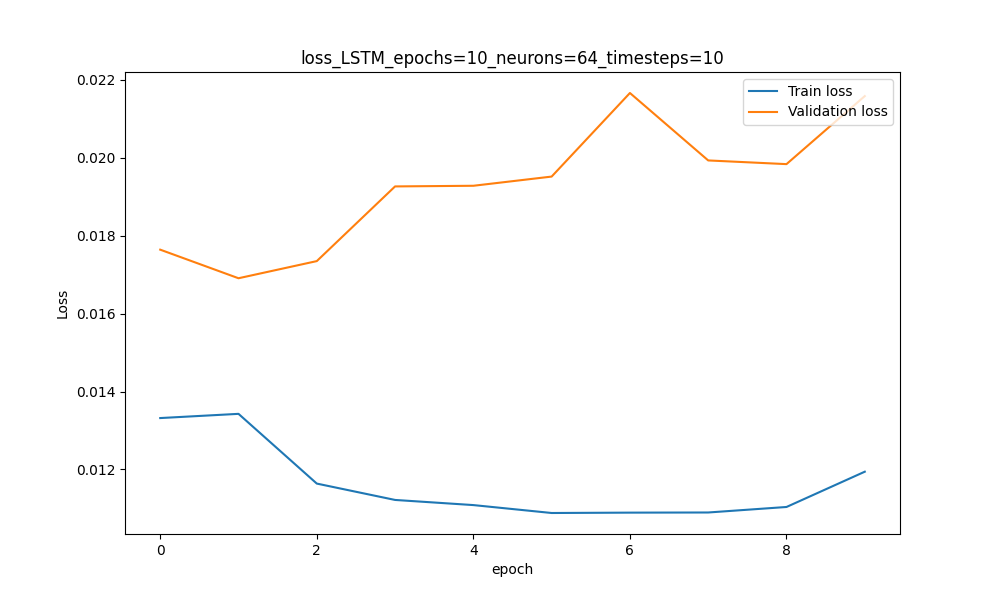 loss_LSTM_epochs=10_neurons=64_timesteps=10
Train loss
Validation loss
0.022
0.020
0.018
0.016
0.014
0.012
Loss
0 2 4 6 8
epoch